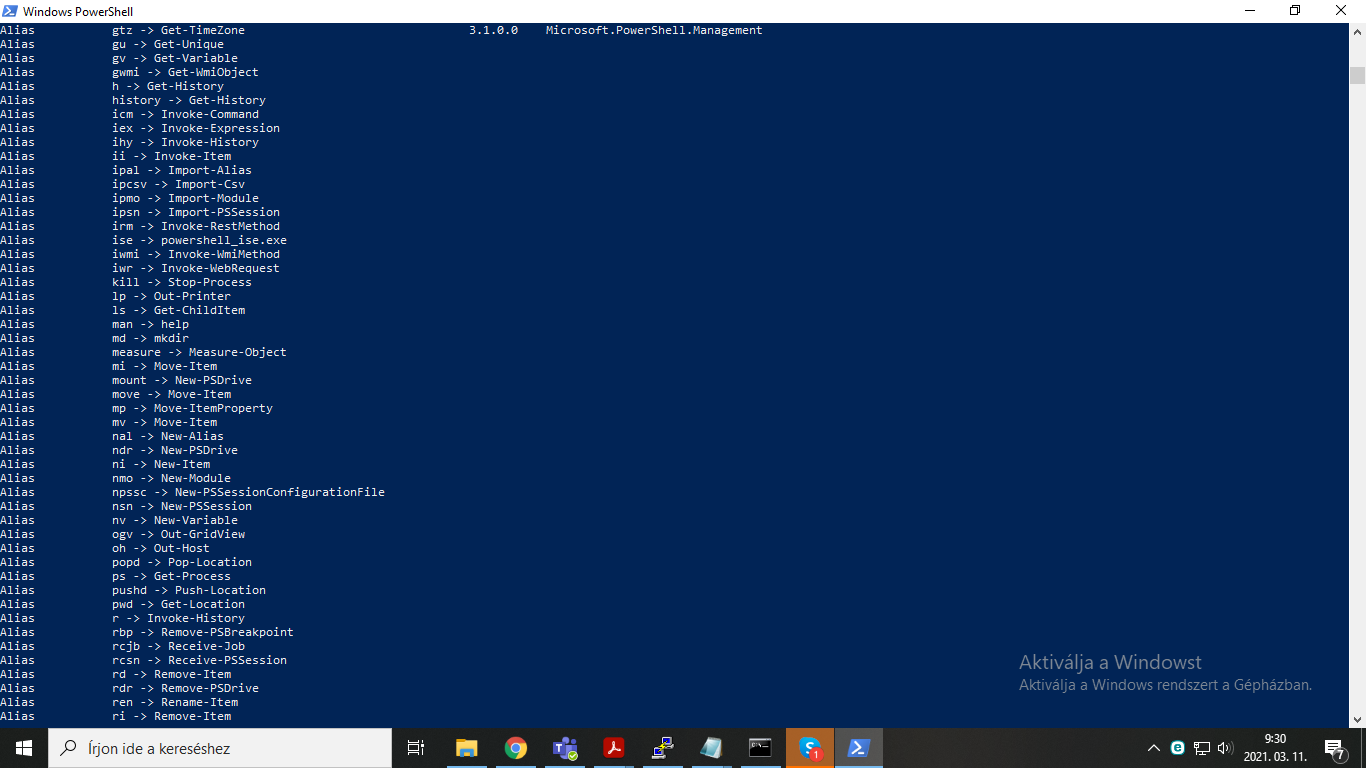 Windows PowerShell
Alias gtz -> Get-TimeZone 3.1.0.0 Microsoft.PowerShell.Management
Alias gu -> Get-Unique
Alias gv -> Get-Variable
Alias gwmi -> Get-WmiObject
Alias h -> Get-History
Alias history -> Get-History
Alias icm -> Invoke-Command
Alias iex -> Invoke-Expression
Alias ihy -> Invoke-History
Alias ii -> Invoke-Item
Alias ipal -> Import-Alias
Alias ipcsv -> Import-Csv
Alias ipmo -> Import-Module
Alias ipsn -> Import-PSSession
Alias irm -> Invoke-RestMethod
Alias ise -> powershell_ise.exe
Alias iwmi -> Invoke-WmiMethod
Alias iwr -> Invoke-WebRequest
Alias kill -> Stop-Process
Alias lp -> Out-Printer
Alias ls -> Get-ChildItem
Alias man -> help
Alias md -> mkdir
Alias measure -> Measure-Object
Alias mi -> Move-Item
Alias mount -> New-PSDrive
Alias move -> Move-Item
Alias mp -> Move-ItemProperty
Alias mv -> Move-Item
Alias nal -> New-Alias
Alias ndr -> New-PSDrive
Alias ni -> New-Item
Alias nmo -> New-Module
Alias npssc -> New-PSSessionConfigurationFile
Alias nsn -> New-PSSession
Alias nv -> New-Variable
Alias ogv -> Out-GridView
Alias oh -> Out-Host
Alias popd -> Pop-Location
Alias ps -> Get-Process
Alias pushd -> Push-Location
Alias pwd -> Get-Location
Alias r -> Invoke-History
Alias rbp -> Remove-PSBreakpoint
Alias rcjb -> Receive-Job
Alias rcsn -> Receive-PSSession
Alias rd -> Remove-Item
Alias rdr -> Remove-PSDrive
Alias ren -> Rename-Item
Alias ri -> Remove-Item
Aktiválja a Windowst
Aktiválja a Windows rendszert a Gépházban.
Írjon ide a kereséshez
1
9:30
2021. 03. 11.
7